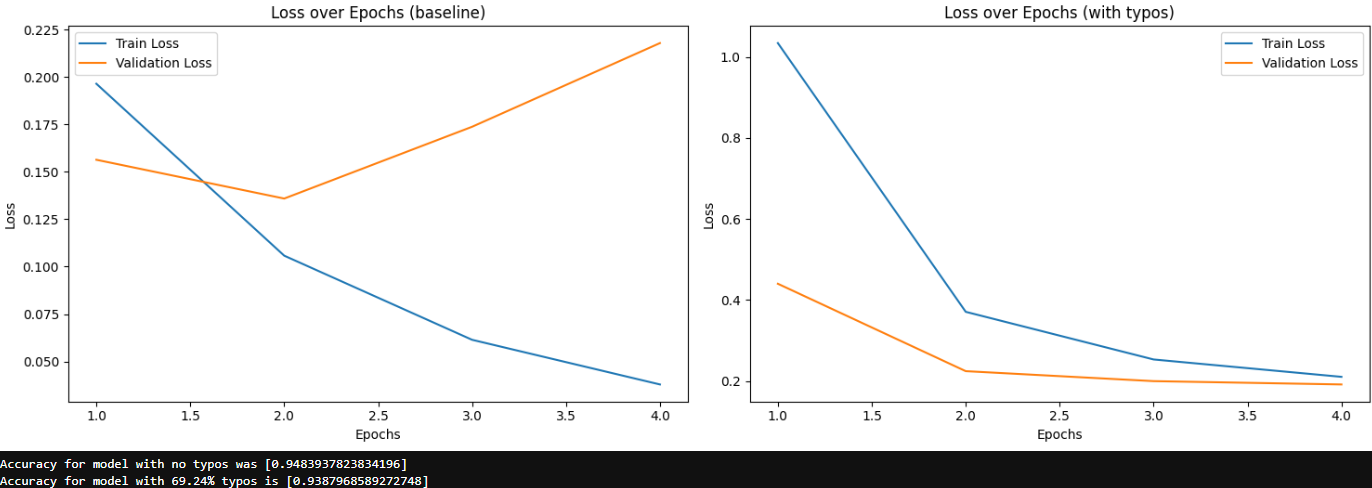 Loss over Epochs (baseline)
0.225
0.200
0.175
0.150
0.125
0.100
0.075
0.050
Loss
Train Loss
Validation Loss
1.0 1.5 2.0 2.5 3.0 3.5 4.0
Epochs
Loss over Epochs (with typos)
1.0
0.8
0.6
0.4
0.2
Loss
Train Loss
Validation Loss
1.0 1.5 2.0 2.5 3.0 3.5 4.0
Epochs
Accuracy for model with no typos was [0.9483937823834196]
Accuracy for model with 69.24% typos is [0.9387968589272748]